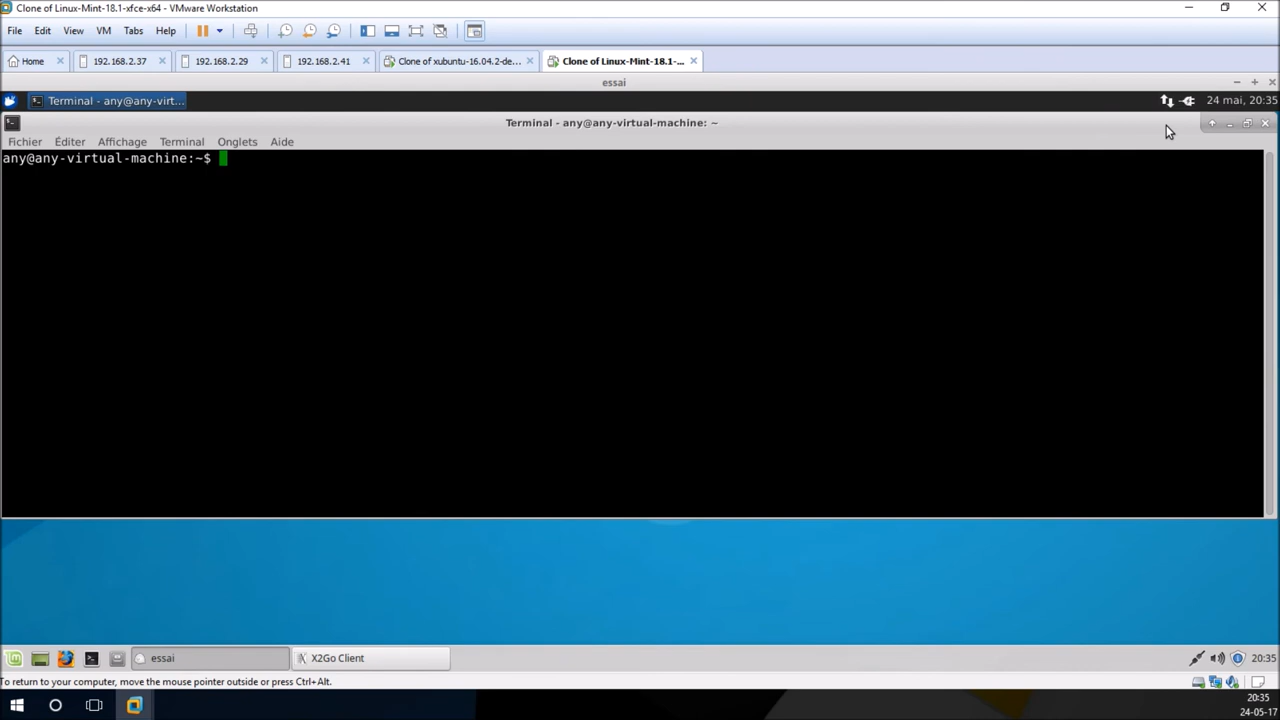 Clone of Linux-Mint-18.1-xfce-x64 - VMware Workstation
File Edit View VM Tabs Help
Home 192.168.2.37 192.168.2.29 192.168.2.41 Clone of xubuntu-16.04.2-de... Clone of Linux-Mint-18.1-...
essai
Terminal - any@any-virt... 24 mai, 20:35
Terminal - any@any-virtual-machine: ~
Fichier Éditer Affichage Terminal Onglets Aide
any@any-virtual-machine:~$
essai X2Go Client 20:35
To return to your computer, move the mouse pointer outside or press Ctrl+Alt.
20:35
24-05-17